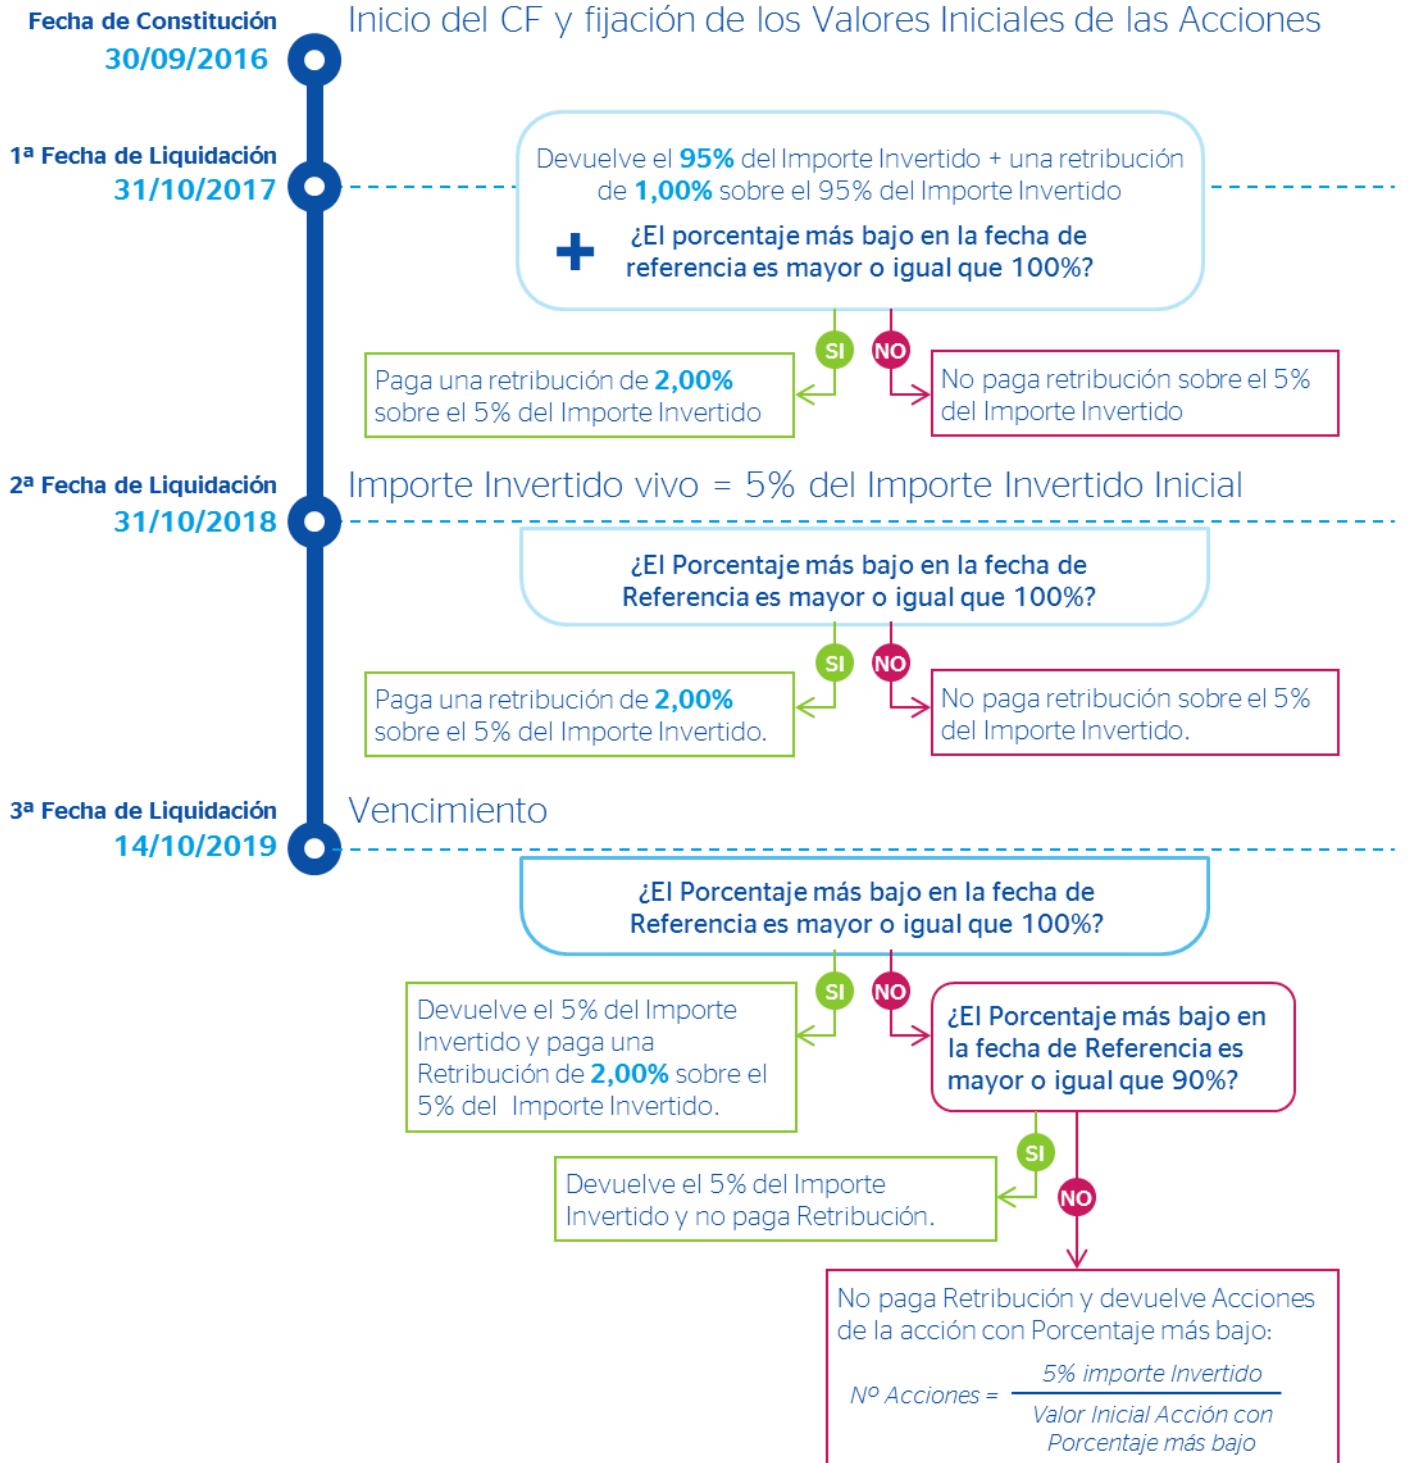 Fecha de Constitución
30/09/2016
Inicio del CF y fijación de los Valores Iniciales de las Acciones
1ª Fecha de Liquidación
31/10/2017
Devuelve el 95% del Importe Invertido + una retribución
de 1,00% sobre el 95% del Importe Invertido
+
¿El porcentaje más bajo en la fecha de
referencia es mayor o igual que 100%?
SI
NO
Paga una retribución de 2,00%
sobre el 5% del Importe Invertido
No paga retribución sobre el 5%
del Importe Invertido
2ª Fecha de Liquidación
31/10/2018
Importe Invertido vivo = 5% del Importe Invertido Inicial
¿El Porcentaje más bajo en la fecha de
Referencia es mayor o igual que 100%?
SI
NO
Paga una retribución de 2,00%
sobre el 5% del Importe Invertido.
No paga retribución sobre el 5%
del Importe Invertido.
3ª Fecha de Liquidación
14/10/2019
Vencimiento
¿El Porcentaje más bajo en la fecha de
Referencia es mayor o igual que 100%?
SI
NO
Devuelve el 5% del Importe
Invertido y paga una
Retribución de 2,00% sobre el
5% del Importe Invertido.
¿El Porcentaje más bajo en
la fecha de Referencia es
mayor o igual que 90%?
SI
NO
Devuelve el 5% del Importe
Invertido y no paga Retribución.
No paga Retribución y devuelve Acciones
de la acción con Porcentaje más bajo:
Nº Acciones =
5% importe Invertido
Valor Inicial Acción con
Porcentaje más bajo